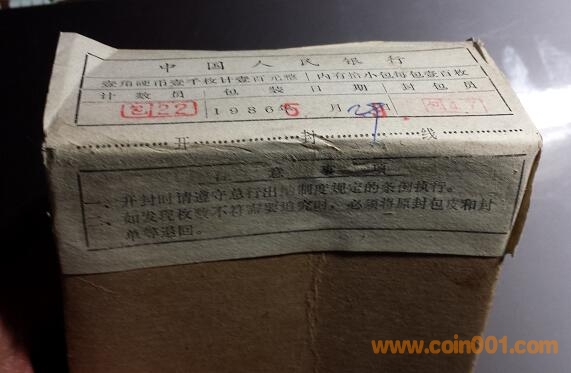 中国人民银行
壹角硬币壹千枚计壹百元整 内有拾小包每包壹百枚
计数员 包装日期 封包员
包22 1986年 月
开封线
注意事项
一、开封时请遵守总行出纳制度规定的条例执行。
二、如发现枚数不符需要追究时，必须将原封包皮和封
单等退回。
www.coin001.com